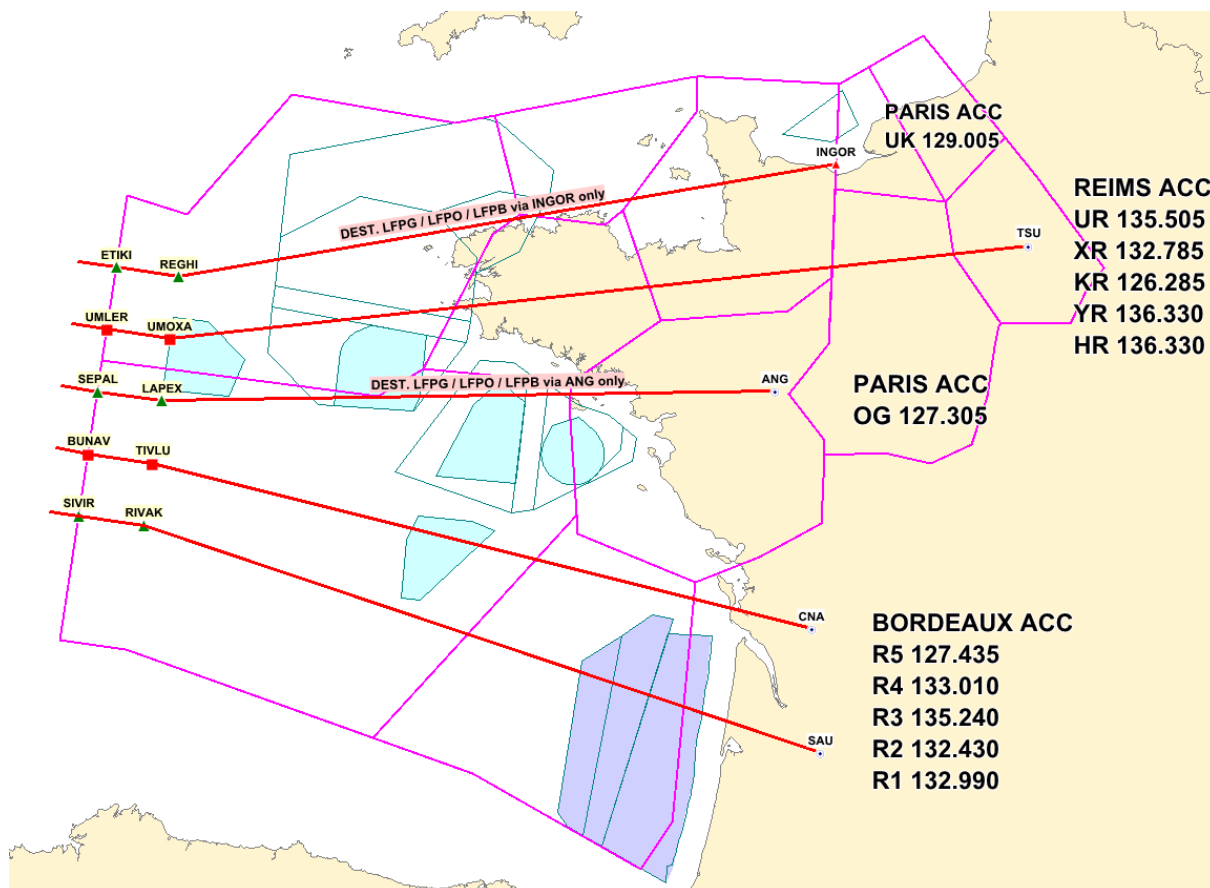 PARIS ACC
UK 129.005
INGOR
DEST. LFPG / LFPO / LFPB via INGOR only
REIMS ACC
UR 135.505
XR 132.785
KR 126.285
YR 136.330
HR 136.330
TSU
ETIKI
REGHI
UMLER
UMOXA
SEPAL
LAPEX
DEST. LFPG / LFPO / LFPB via ANG only
ANG
PARIS ACC
OG 127.305
BUNAV
TIVLU
SIVIR
RIVAK
CNA
BORDEAUX ACC
R5 127.435
R4 133.010
R3 135.240
R2 132.430
R1 132.990
SAU